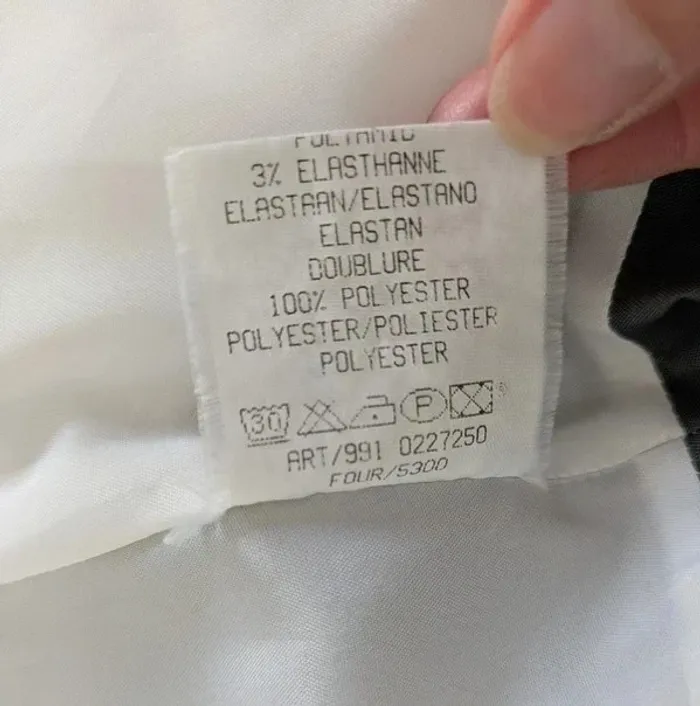 3% ELASTHANNE
ELASTAAN/ELASTANO
ELASTAN
DOUBLURE
100% POLYESTER
POLYESTER/POLIESTER
POLYESTER
30
P
ART/991 0227250
FOUR/5300